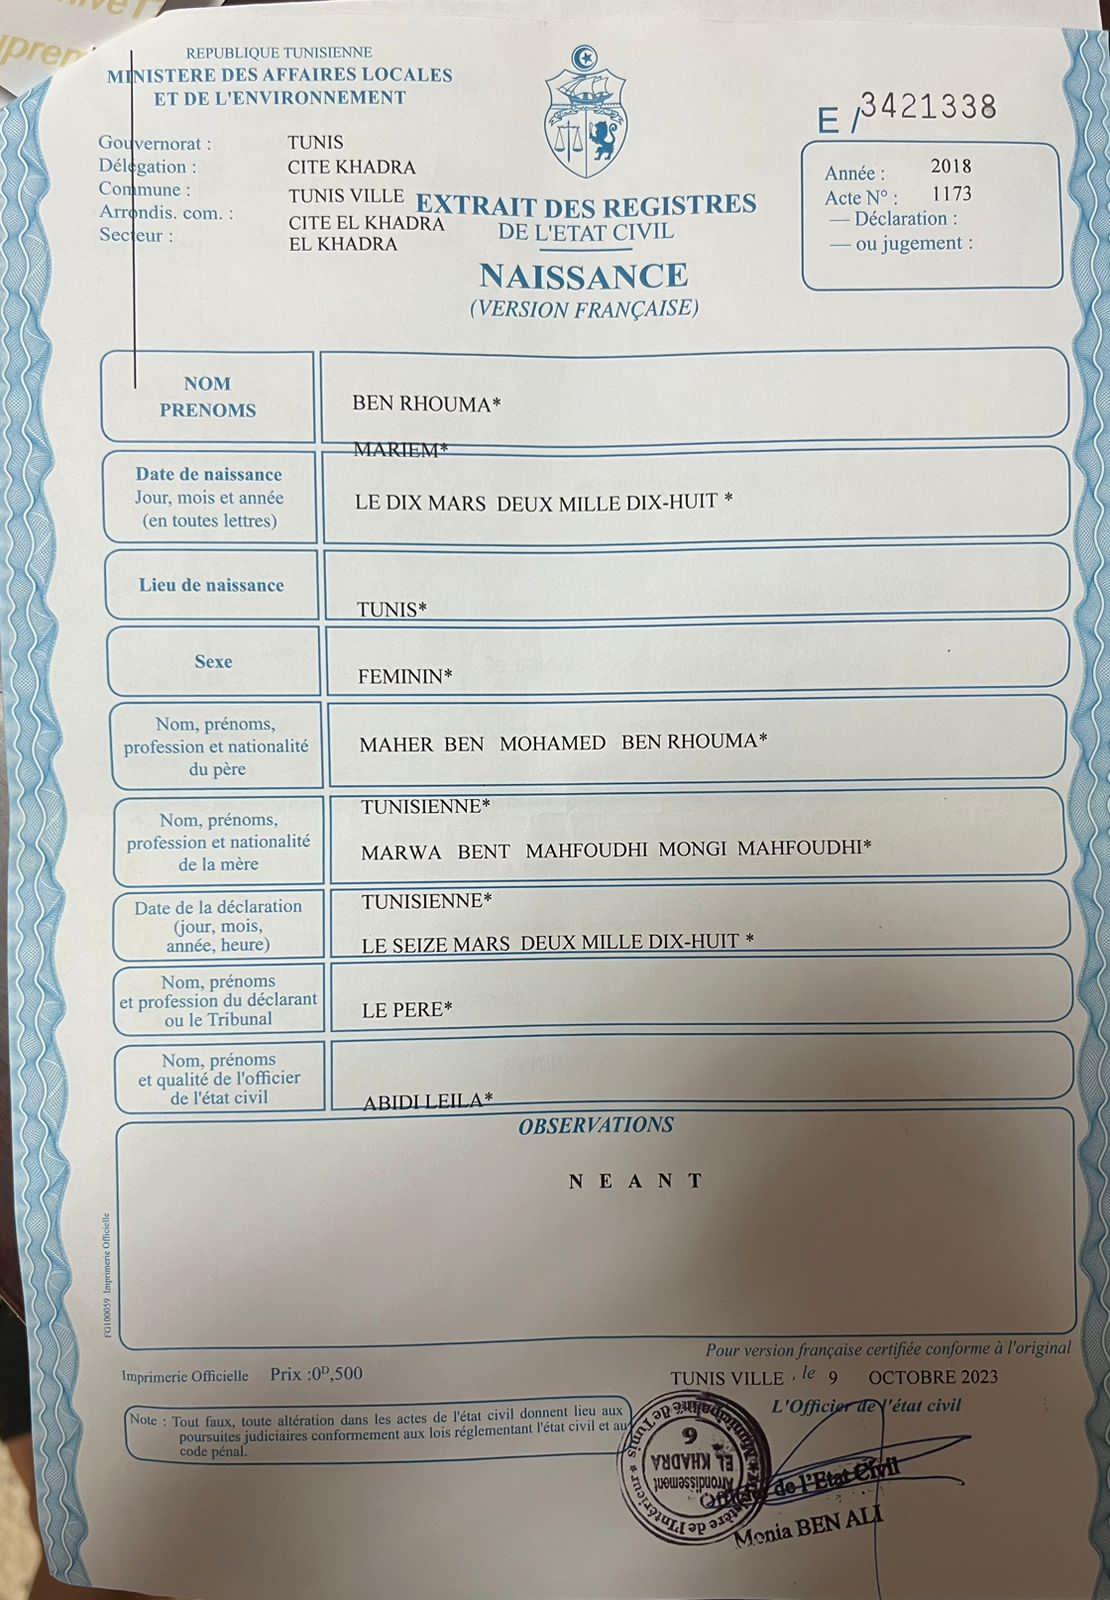 REPUBLIQUE TUNISIENNE
MINISTERE DES AFFAIRES LOCALES
ET DE L'ENVIRONNEMENT
Gouvernorat : TUNIS
Délégation : CITE KHADRA
Commune : TUNIS VILLE
Arrondis. com. : CITE EL KHADRA
Secteur : EL KHADRA
EXTRAIT DES REGISTRES
DE L'ETAT CIVIL
NAISSANCE
(VERSION FRANÇAISE)
E / 3421338
Année : 2018
Acte N° : 1173
— Déclaration :
— ou jugement :
NOM
PRENOMS
BEN RHOUMA*
MARIEM*
Date de naissance
Jour, mois et année
(en toutes lettres)
LE DIX MARS DEUX MILLE DIX-HUIT *
Lieu de naissance
TUNIS*
Sexe
FEMININ*
Nom, prénoms,
profession et nationalité
du père
MAHER BEN MOHAMED BEN RHOUMA*
TUNISIENNE*
Nom, prénoms,
profession et nationalité
de la mère
MARWA BENT MAHFOUDHI MONGI MAHFOUDHI*
TUNISIENNE*
Date de la déclaration
(jour, mois,
année, heure)
LE SEIZE MARS DEUX MILLE DIX-HUIT *
Nom, prénoms
et profession du déclarant
ou le Tribunal
LE PERE*
Nom, prénoms
et qualité de l'officier
de l'état civil
ABIDI LEILA*
OBSERVATIONS
N E A N T
FG100059 Imprimerie Officielle
Pour version française certifiée conforme à l'original
Imprimerie Officielle Prix :0D,500
TUNIS VILLE , le 9 OCTOBRE 2023
L'Officier de l'état civil
Note : Tout faux, toute altération dans les actes de l'état civil donnent lieu aux
poursuites judiciaires conformement aux lois réglementant l'état civil et au
code pénal.
Ministère de l'Intérieur * Municipalité de Tunis *
Arrondissement
EL KHADRA
6
Officier de l'Etat Civil
Monia BEN ALI